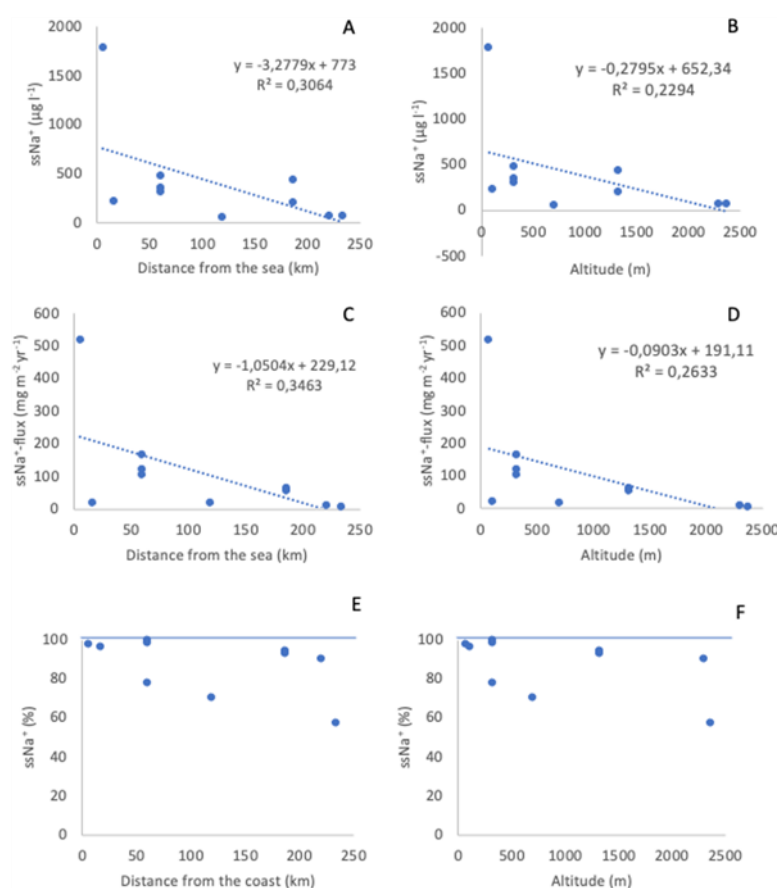 A
y = -3,2779x + 773
R² = 0,3064
ssNa⁺ (µg l⁻¹)
2000
1500
1000
500
0
0 50 100 150 200 250
Distance from the sea (km)
B
y = -0,2795x + 652,34
R² = 0,2294
ssNa⁺ (µg l⁻¹)
2000
1500
1000
500
0
-500
0 500 1000 1500 2000 2500
Altitude (m)
C
y = -1,0504x + 229,12
R² = 0,3463
ssNa⁺-flux (mg m⁻² yr⁻¹)
600
500
400
300
200
100
0
0 50 100 150 200 250
Distance from the sea (km)
D
y = -0,0903x + 191,11
R² = 0,2633
ssNa⁺-flux (mg m⁻² yr⁻¹)
600
500
400
300
200
100
0
0 500 1000 1500 2000 2500
Altitude (m)
E
ssNa⁺ (%)
100
80
60
40
20
0
0 50 100 150 200 250
Distance from the coast (km)
F
ssNa⁺ (%)
100
80
60
40
20
0
0 500 1000 1500 2000 2500
Altitude (m)